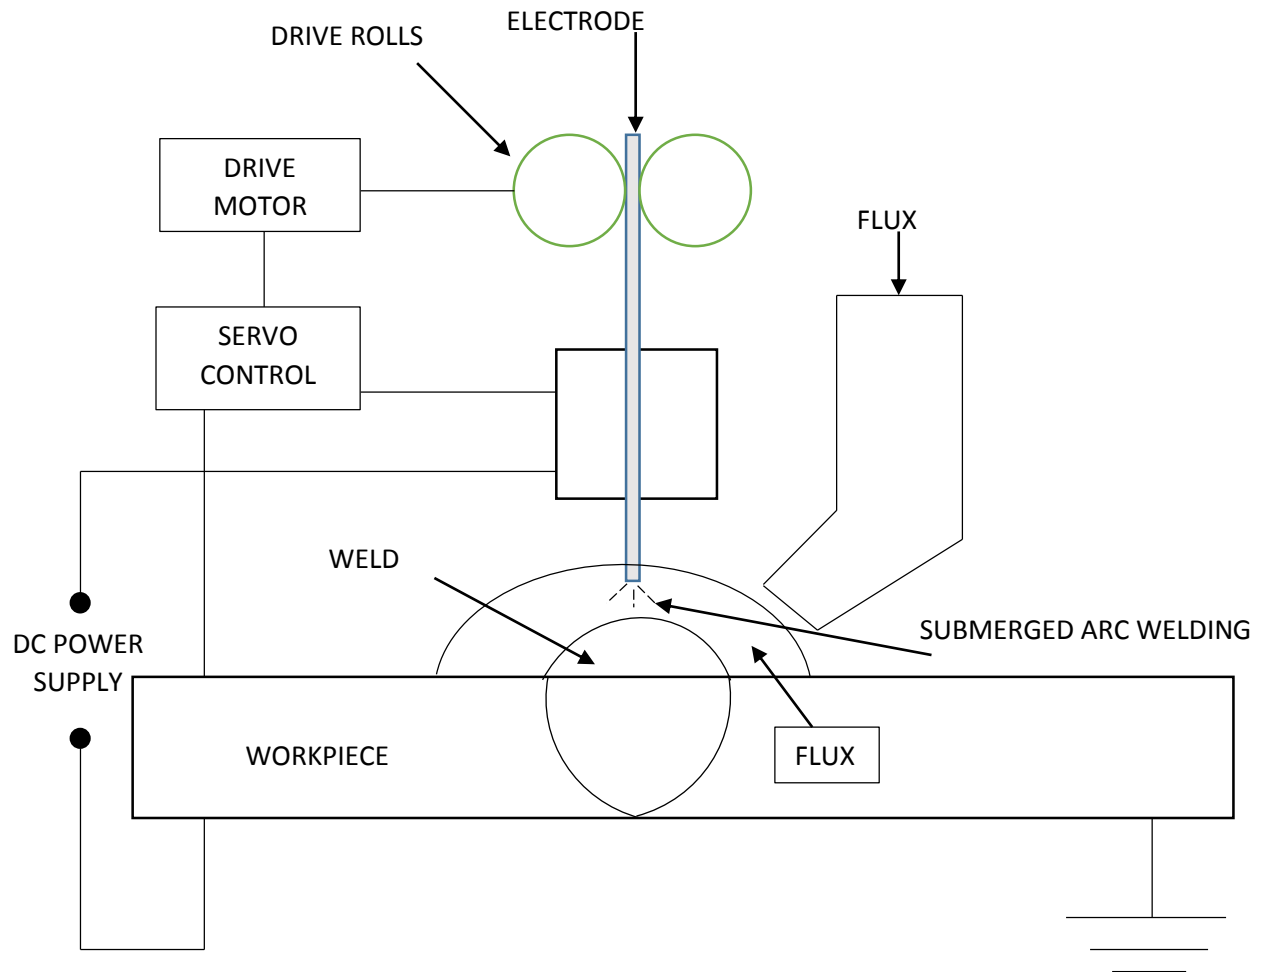 ELECTRODE
DRIVE ROLLS
DRIVE
MOTOR
FLUX
SERVO
CONTROL
WELD
SUBMERGED ARC WELDING
DC POWER
SUPPLY
WORKPIECE
FLUX